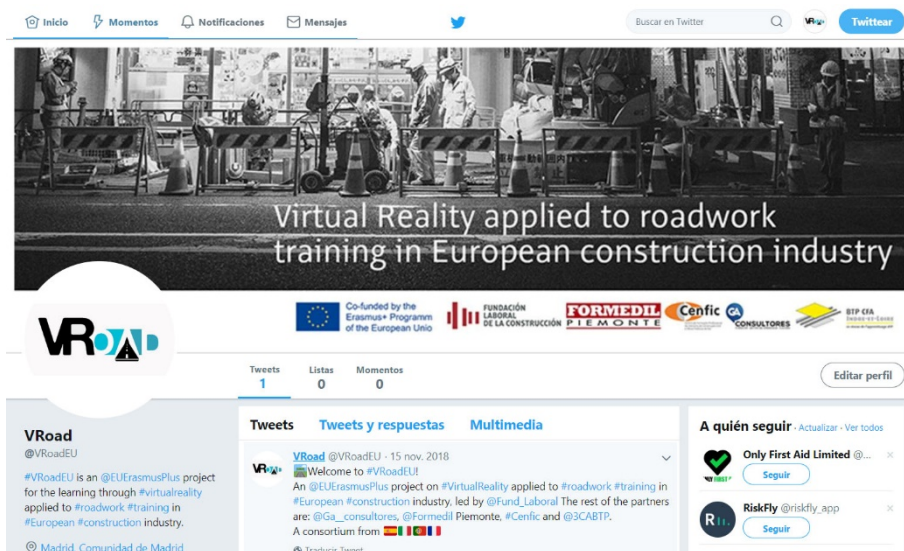 Inicio Momentos Notificaciones Mensajes Buscar en Twitter VRoad Twittear
Virtual Reality applied to roadwork
training in European construction industry
Co-funded by the
Erasmus+ Programm
of the European Unio
FUNDACIÓN
LABORAL
DE LA CONSTRUCCIÓN
FORMEDIL
PIEMONTE
Cenfic
GA
CONSULTORES
BTP CFA
VROAD
Tweets Listas Momentos
1 0 0
Editar perfil
VRoad
@VRoadEU
#VRoadEU is an @EUErasmusPlus project
for the learning through #virtualreality
applied to #roadwork #training in
#European #construction industry.
Madrid, Comunidad de Madrid
Tweets Tweets y respuestas Multimedia
VRoad @VRoadEU · 15 nov. 2018
Welcome to #VRoadEU!
An @EUErasmusPlus project on #VirtualReality applied to #roadwork #training in
#European #construction industry, led by @Fund_Laboral The rest of the partners
are: @Ga__consultores, @Formedil Piemonte, #Cenfic and @3CABTP.
A consortium from
Traducir Tweet
A quién seguir · Actualizar · Ver todos
Only First Aid Limited @...
Seguir
RiskFly @riskfly_app
Seguir